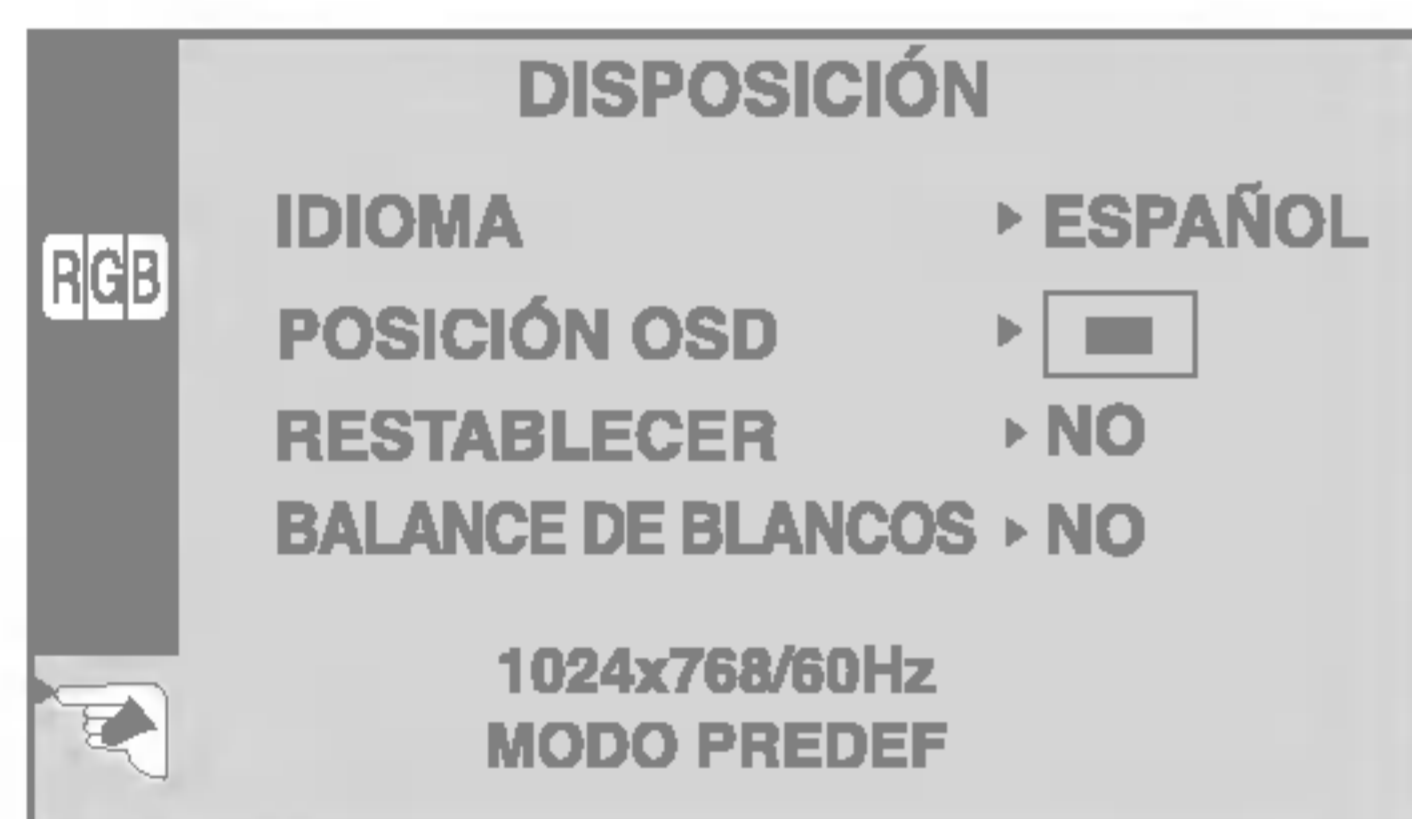 DISPOSICIÓN
IDIOMA ESPAÑOL
RGB
POSICIÓN OSD
RESTABLECER NO
BALANCE DE BLANCOS NO
1024x768/60Hz
MODO PREDEF